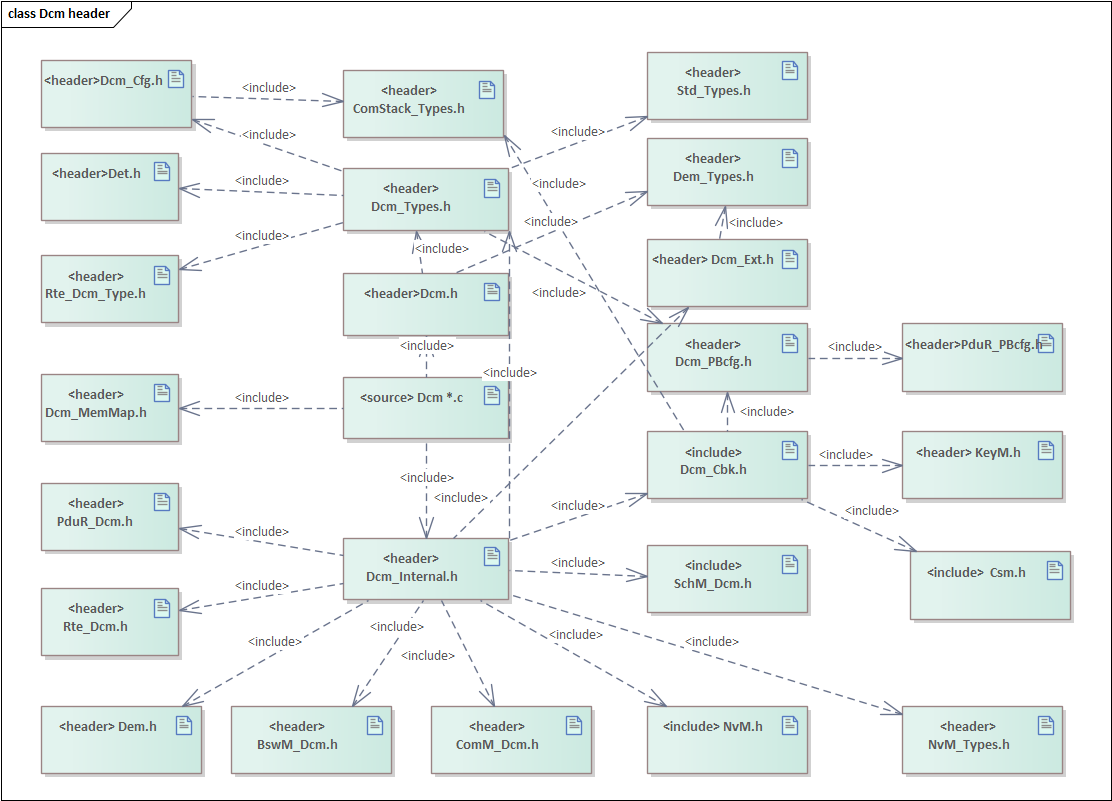 class Dcm header
<header>Dcm_Cfg.h
<include>
<header>
ComStack_Types.h
<header>
Std_Types.h
<include>
<include>
<header>Det.h
<include>
<header>
Dcm_Types.h
<include>
<header>
Dem_Types.h
<include>
<include>
<include>
<include>
<header>
Rte_Dcm_Type.h
<header>Dcm.h
<include>
<header> Dcm_Ext.h
<include>
<include>
<header>
Dcm_PBcfg.h
<include>
<header>PduR_PBcfg.h
<header>
Dcm_MemMap.h
<include>
<source> Dcm *.c
<include>
<include>
<include>
<include>
<include>
Dcm_Cbk.h
<include>
<header> KeyM.h
<header>
PduR_Dcm.h
<include>
<include>
<include>
<header>
Dcm_Internal.h
<include>
<include>
SchM_Dcm.h
<include> Csm.h
<header>
Rte_Dcm.h
<include>
<include>
<include>
<include>
<include>
<include>
<header> Dem.h
<header>
BswM_Dcm.h
<header>
ComM_Dcm.h
<include> NvM.h
<header>
NvM_Types.h